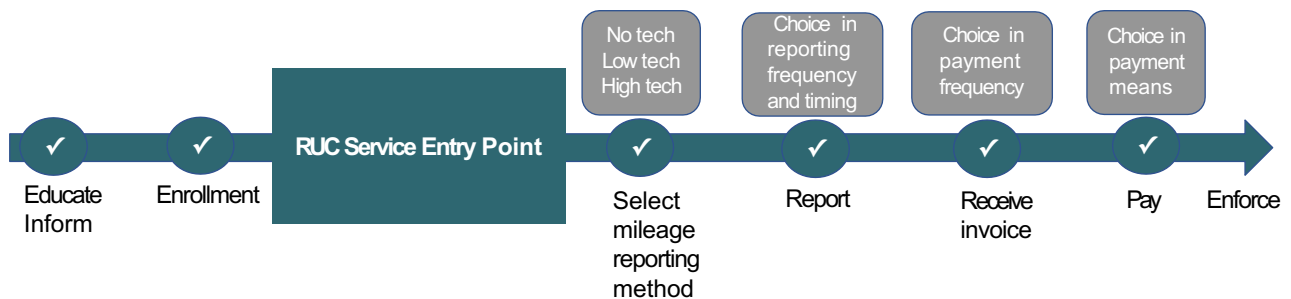 No tech
Low tech
High tech
Choice in
reporting
frequency
and timing
Choice in
payment
frequency
Choice in
payment
means
✓
✓
RUC Service Entry Point
✓
✓
✓
✓
Educate
Inform
Enrollment
Select
mileage
reporting
method
Report
Receive
invoice
Pay
Enforce